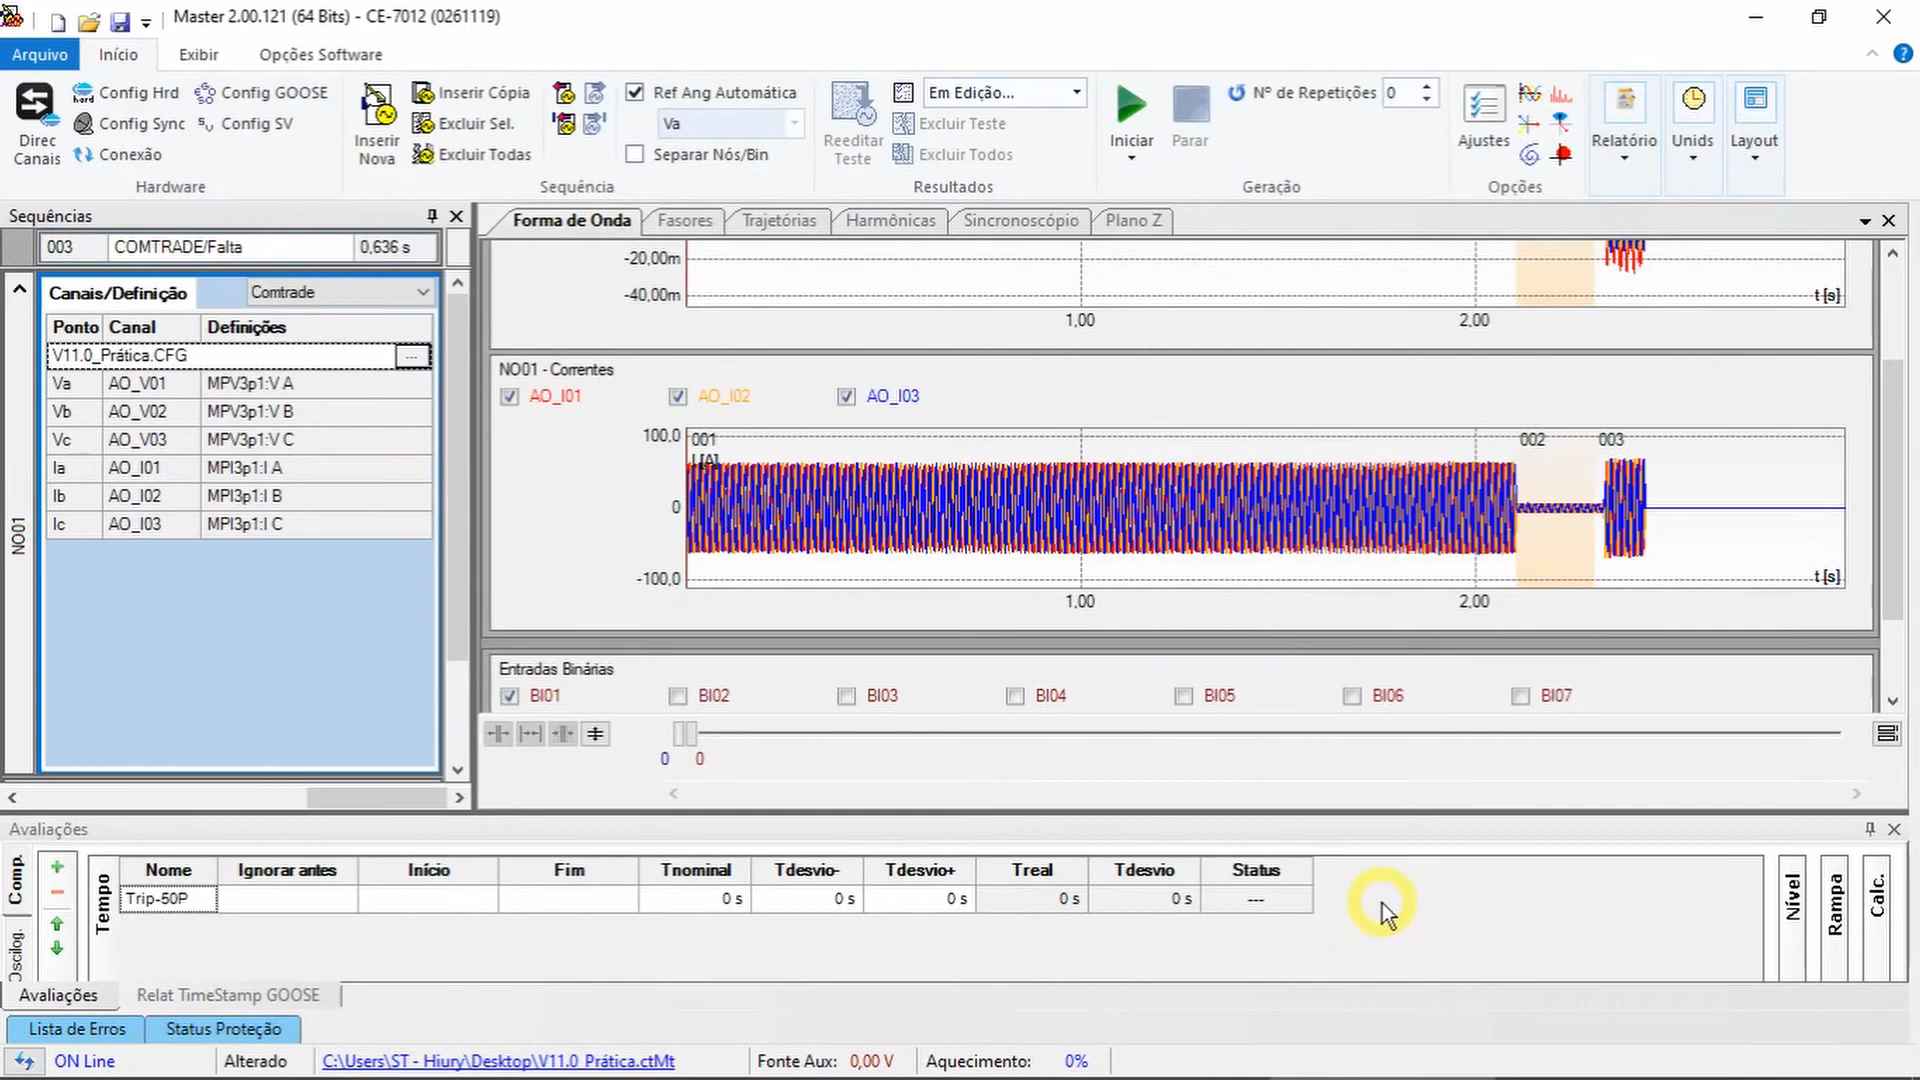 Master 2.00.121 (64 Bits) - CE-7012 (0261119)
Arquivo Início Exibir Opções Software
Direc Canais
Config Hrd
Config GOOSE
Config Sync
Config SV
Conexão
Hardware
Inserir Nova
Inserir Cópia
Excluir Sel.
Excluir Todas
Ref Ang Automática
Va
Separar Nós/Bin
Sequência
Reeditar Teste
Em Edição...
Excluir Teste
Excluir Todos
Resultados
Iniciar
Parar
Nº de Repetições 0
Geração
Ajustes
Opções
Relatório
Unids
Layout
Sequências
003 COMTRADE/Falta 0,636 s
Canais/Definição Comtrade
Ponto Canal Definições
V11.0_Prática.CFG ...
Va AO_V01 MPV3p1:V A
Vb AO_V02 MPV3p1:V B
Vc AO_V03 MPV3p1:V C
Ia AO_I01 MPI3p1:I A
Ib AO_I02 MPI3p1:I B
Ic AO_I03 MPI3p1:I C
NO01
Forma de Onda Fasores Trajetórias Harmônicas Sincronoscópio Plano Z
-20,00m
-40,00m
t [s]
1,00 2,00
NO01 - Correntes
AO_I01 AO_I02 AO_I03
100,0
001 002 003
I [A]
0
-100,0
t [s]
1,00 2,00
Entradas Binárias
BI01 BI02 BI03 BI04 BI05 BI06 BI07
0 0
Avaliações
Comp.
Oscilog.
Tempo
Nome Ignorar antes Início Fim Tnominal Tdesvio- Tdesvio+ Treal Tdesvio Status
Trip-50P 0 s 0 s 0 s 0 s 0 s ---
Nível
Rampa
Calc.
Avaliações Relat TimeStamp GOOSE
Lista de Erros Status Proteção
ON Line Alterado C:\Users\ST - Hiury\Desktop\V11.0_Prática.ctMt Fonte Aux: 0,00 V Aquecimento: 0%